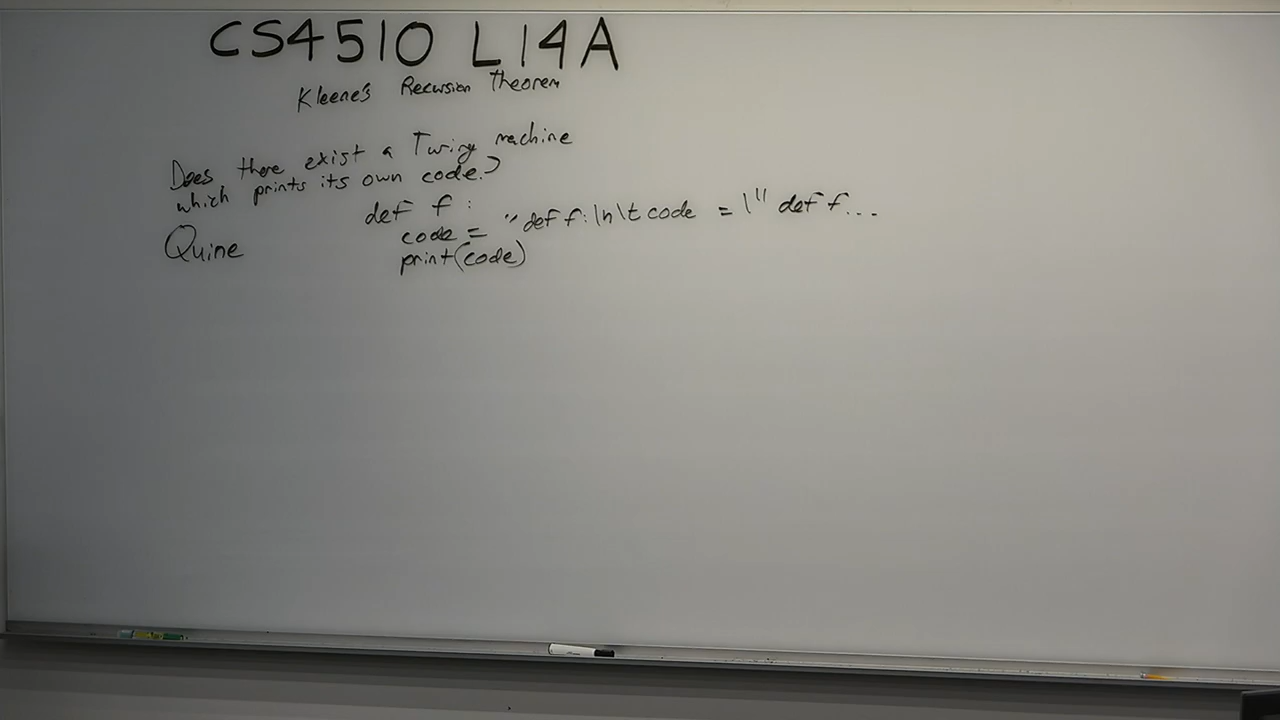 CS4510 L14A
Kleene's Recursion Theorem
Does there exist a Turing machine
which prints its own code?
def f:
code = "def f:\n\t code = \" def f...
print(code)
Quine